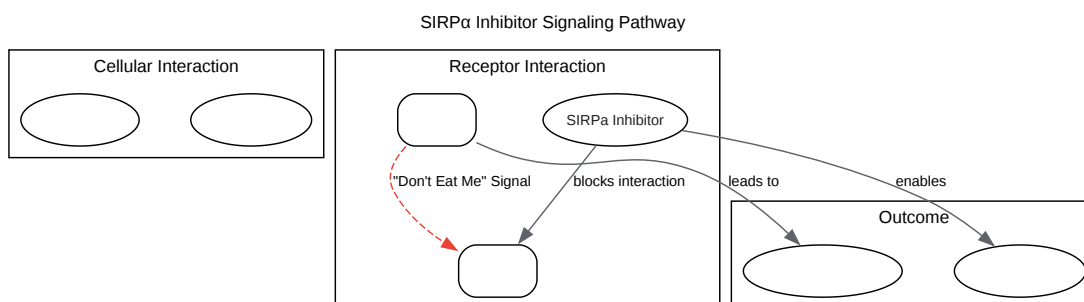 SIRPα Inhibitor Signaling Pathway
Cellular Interaction
Receptor Interaction
SIRPa Inhibitor
"Don't Eat Me" Signal
blocks interaction
leads to
enables
Outcome